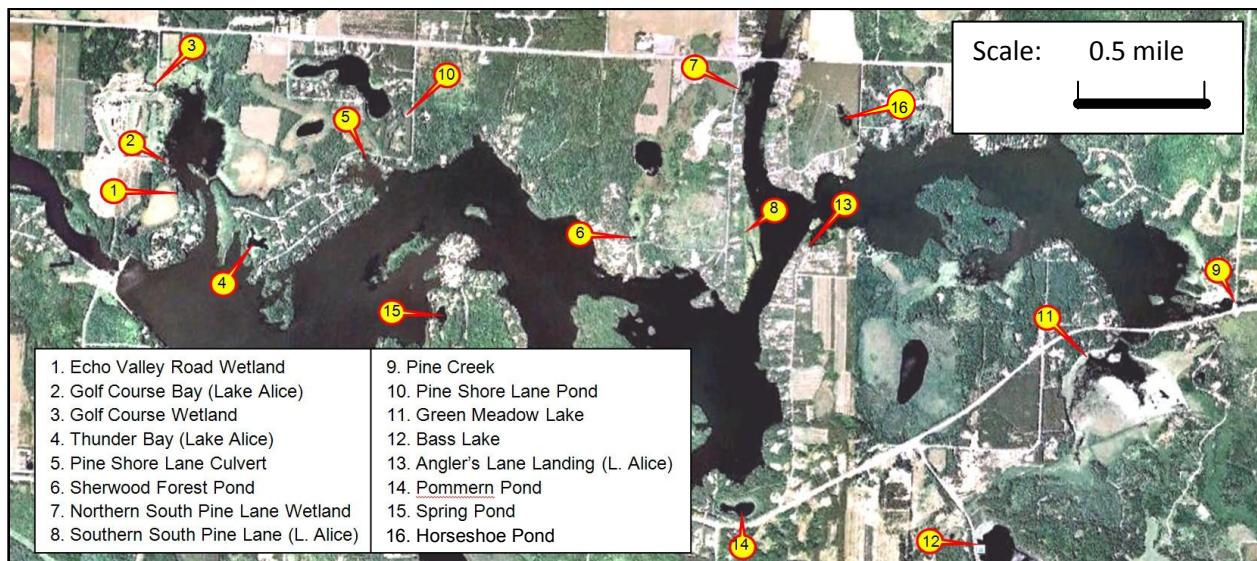 3
10
7
16
2
5
1
8
13
6
4
9
15
11
14
12
Scale: 0.5 mile
1. Echo Valley Road Wetland
2. Golf Course Bay (Lake Alice)
3. Golf Course Wetland
4. Thunder Bay (Lake Alice)
5. Pine Shore Lane Culvert
6. Sherwood Forest Pond
7. Northern South Pine Lane Wetland
8. Southern South Pine Lane (L. Alice)
9. Pine Creek
10. Pine Shore Lane Pond
11. Green Meadow Lake
12. Bass Lake
13. Angler's Lane Landing (L. Alice)
14. Pommern Pond
15. Spring Pond
16. Horseshoe Pond